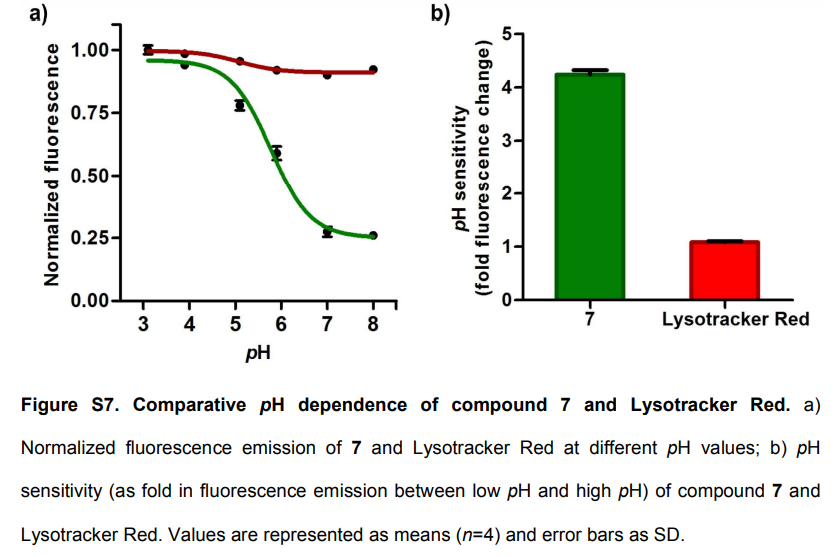 a)
Normalized fluorescence
1.00
0.75
0.50
0.25
0.00
3 4 5 6 7 8
pH
b)
pH sensitivity
(fold fluorescence change)
5
4
3
2
1
0
7 Lysotracker Red
Figure S7. Comparative pH dependence of compound 7 and Lysotracker Red. a)
Normalized fluorescence emission of 7 and Lysotracker Red at different pH values; b) pH
sensitivity (as fold in fluorescence emission between low pH and high pH) of compound 7 and
Lysotracker Red. Values are represented as means (n=4) and error bars as SD.